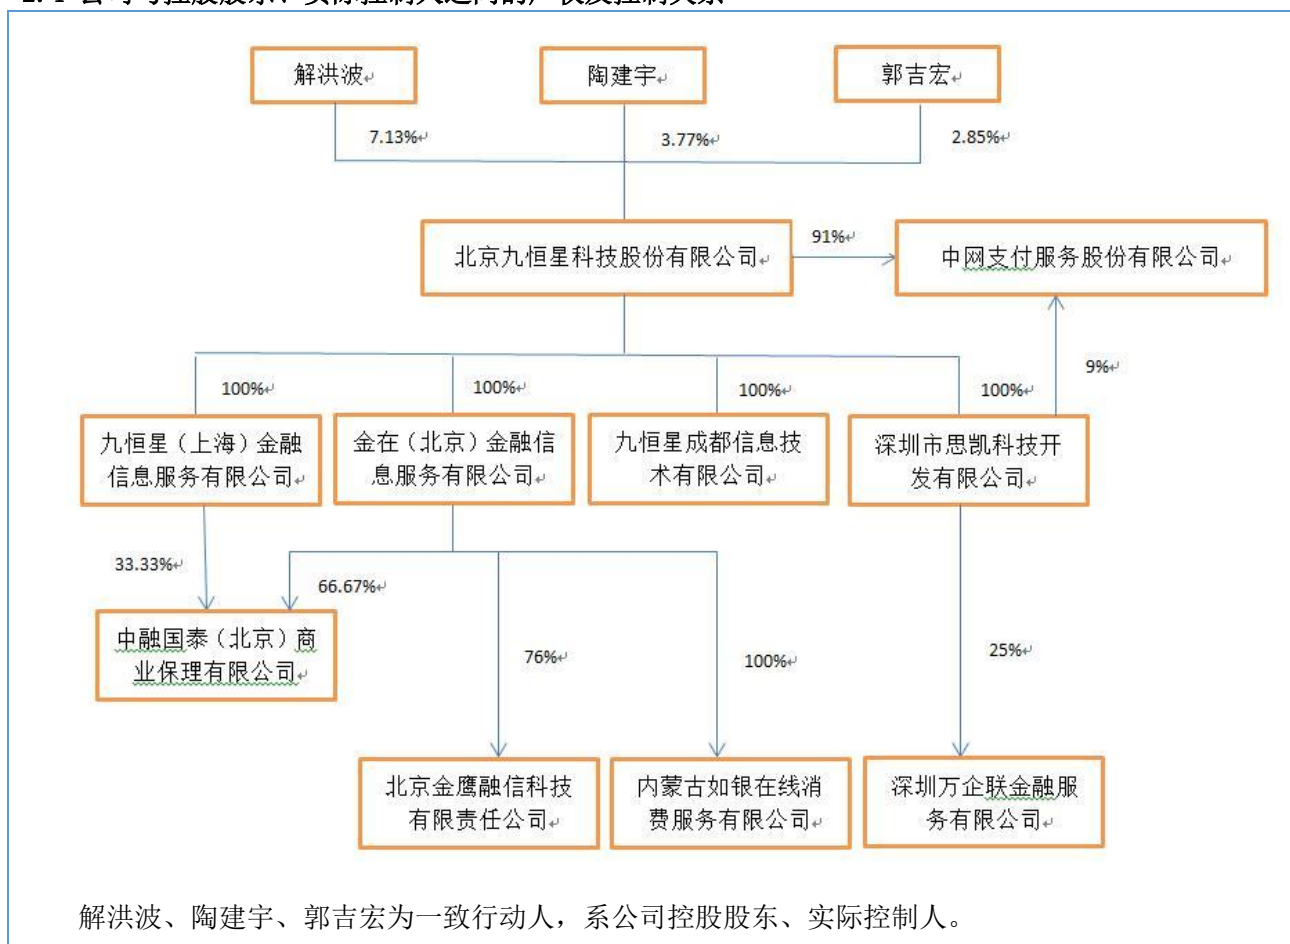 解洪波
陶建宇
郭吉宏
7.13%
3.77%
2.85%
北京九恒星科技股份有限公司
91%
中网支付服务股份有限公司
100%
100%
100%
100%
9%
九恒星（上海）金融
信息服务有限公司
金在（北京）金融信
息服务有限公司
九恒星成都信息技
术有限公司
深圳市思凯科技开
发有限公司
33.33%
66.67%
中融国泰（北京）商
业保理有限公司
76%
100%
25%
北京金鹰融信科技
有限责任公司
内蒙古如银在线消
费服务有限公司
深圳万企联金融服
务有限公司
解洪波、陶建宇、郭吉宏为一致行动人，系公司控股股东、实际控制人。